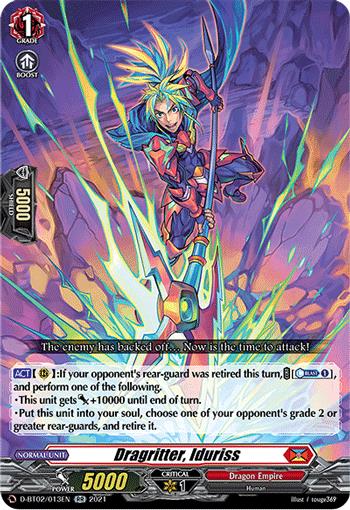 1
GRADE
BOOST
5000
SHIELD
The enemy has backed off... Now is the time to attack!
ACT [ ]:If your opponent's rear-guard was retired this turn, [ BLAST 1 ],
and perform one of the following.
•This unit gets +10000 until end of turn.
•Put this unit into your soul, choose one of your opponent's grade 2 or
greater rear-guards, and retire it.
NORMAL UNIT
Dragritter, Iduriss
POWER 5000
CRITICAL
1
Dragon Empire
Human
D-BT02/013EN RR 2021
illust / touge369